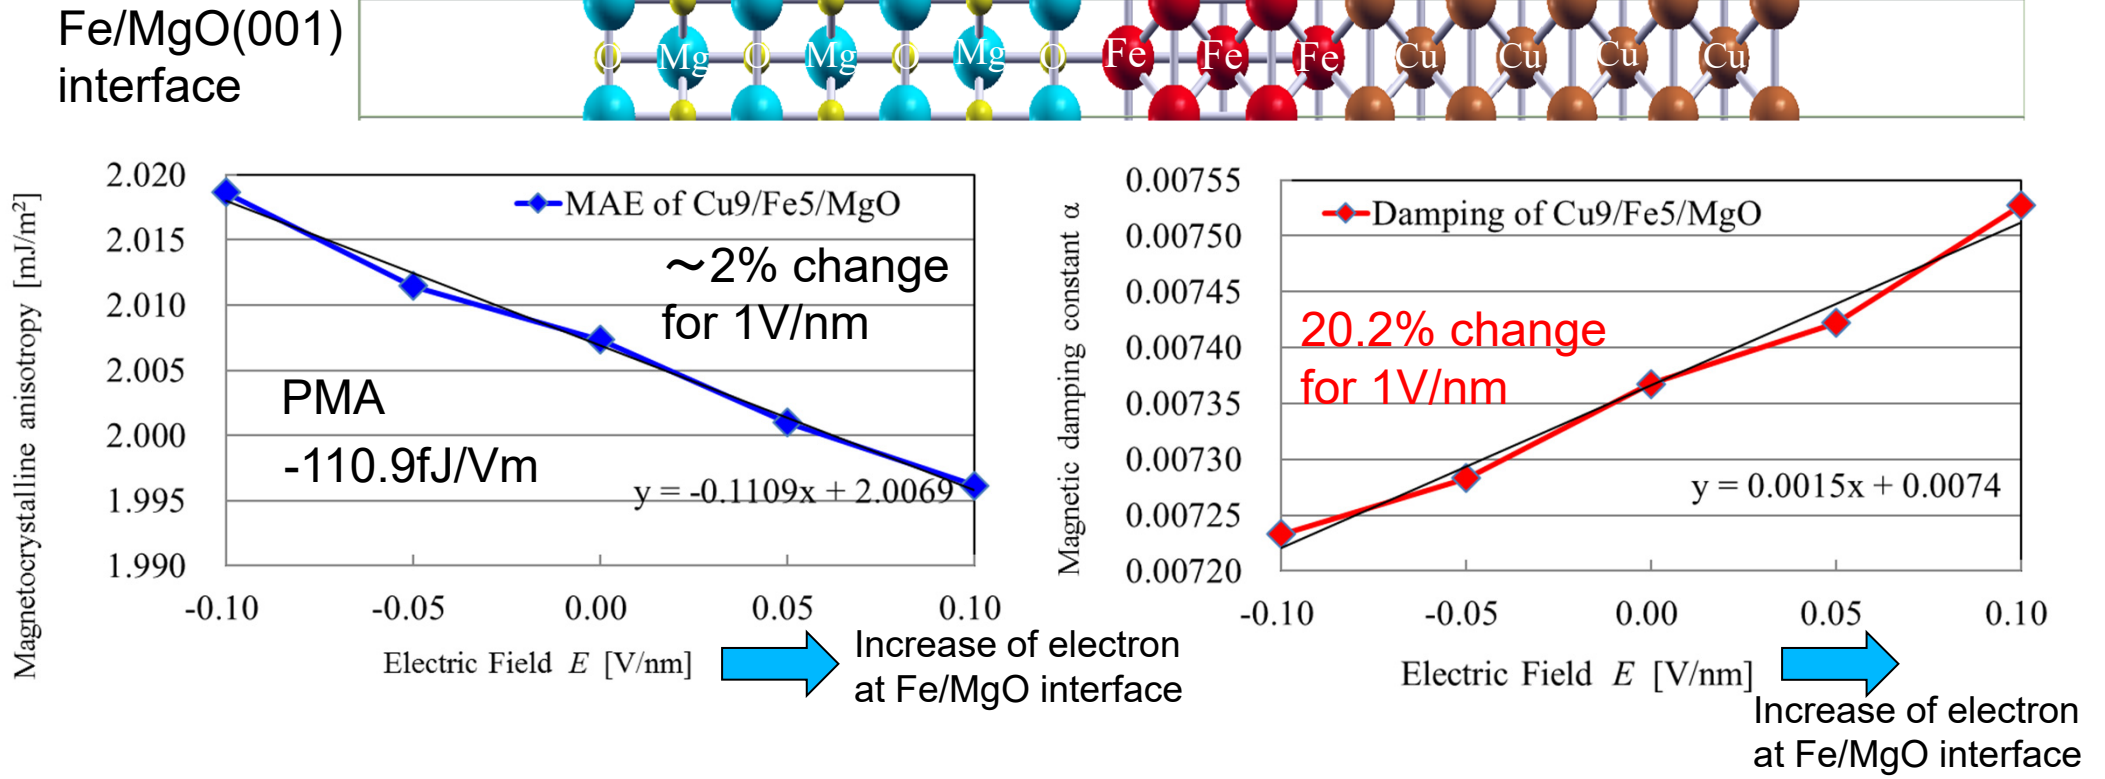 Fe/MgO(001)
interface
O Mg O Mg O Mg O Fe Fe Fe Cu Cu Cu Cu
Magnetocrystalline anisotropy [mJ/m²]
2.020
2.015
2.010
2.005
2.000
1.995
1.990
MAE of Cu9/Fe5/MgO
~2% change
for 1V/nm
PMA
-110.9fJ/Vm
y = -0.1109x + 2.0069
-0.10 -0.05 0.00 0.05 0.10
Electric Field E [V/nm]
Increase of electron
at Fe/MgO interface
Magnetic damping constant α
0.00755
0.00750
0.00745
0.00740
0.00735
0.00730
0.00725
0.00720
Damping of Cu9/Fe5/MgO
20.2% change
for 1V/nm
y = 0.0015x + 0.0074
-0.10 -0.05 0.00 0.05 0.10
Electric Field E [V/nm]
Increase of electron
at Fe/MgO interface